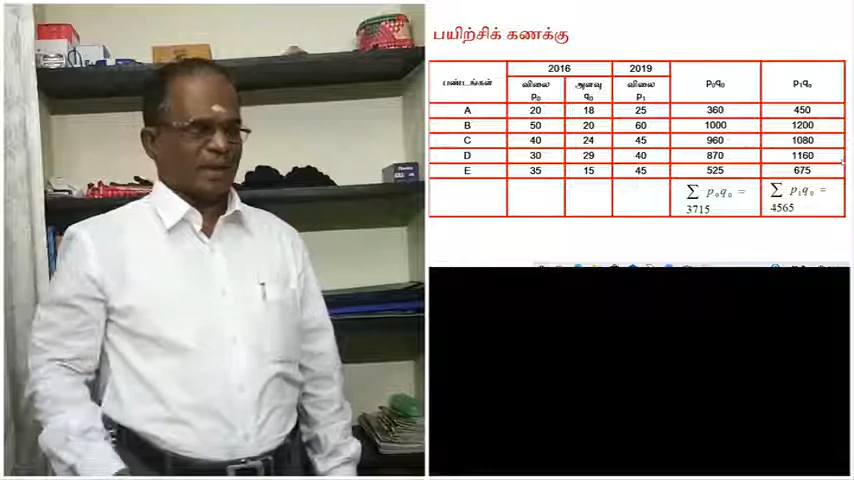 பயிற்சிக் கணக்கு
பண்டங்கள் 2016 2019 p₀q₀ p₁q₀
விலை p₀ அளவு q₀ விலை p₁
A 20 18 25 360 450
B 50 20 60 1000 1200
C 40 24 45 960 1080
D 30 29 40 870 1160
E 35 15 45 525 675
∑ p₀q₀ = 3715 ∑ p₁q₀ = 4565